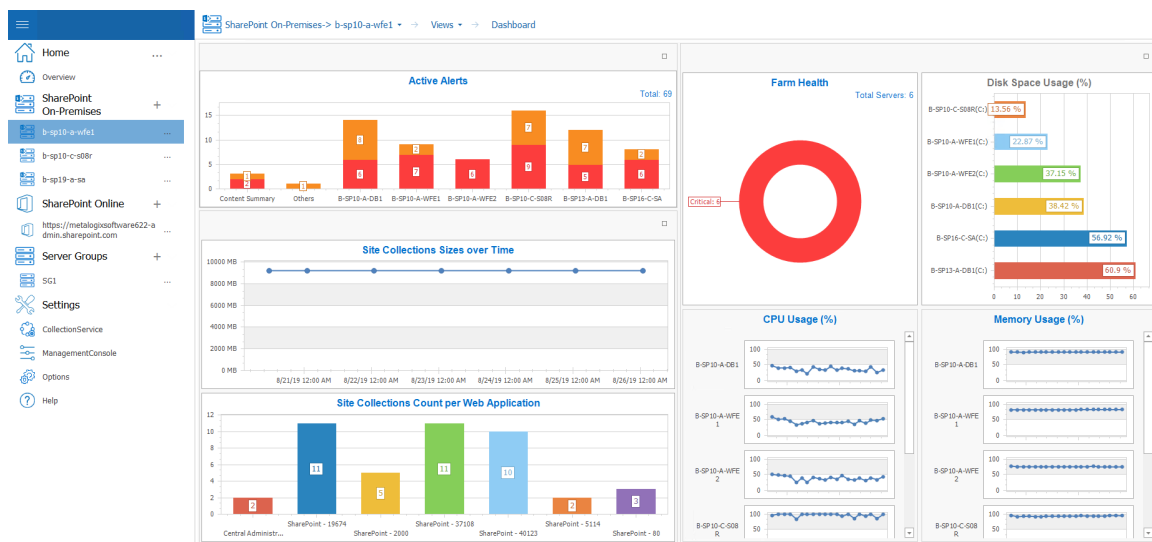 SharePoint On-Premises-> b-sp10-a-wfe1 Views Dashboard
Home
...
Overview
SharePoint
On-Premises
+
b-sp10-a-wfe1
...
b-sp10-c-s08r
...
b-sp19-a-sa
...
SharePoint Online
+
https://metalogixsoftware622-a
dmin.sharepoint.com
...
Server Groups
+
SG1
...
Settings
CollectionService
ManagementConsole
Options
Help
Active Alerts
Total: 69
15
10
5
0
1
2
1
8
6
2
7
6
7
9
7
5
2
6
Content Summary Others B-SP10-A-DB1 B-SP10-A-WFE1 B-SP10-A-WFE2 B-SP10-C-S08R B-SP13-A-DB1 B-SP16-C-SA
Site Collections Sizes over Time
10000 MB
8000 MB
6000 MB
4000 MB
2000 MB
0 MB
8/21/19 12:00 AM 8/22/19 12:00 AM 8/23/19 12:00 AM 8/24/19 12:00 AM 8/25/19 12:00 AM 8/26/19 12:00 AM
Site Collections Count per Web Application
12
10
8
6
4
2
0
2
11
5
11
10
2
3
SharePoint - 19674 SharePoint - 37108 SharePoint - 5114
Central Administr... SharePoint - 2000 SharePoint - 40123 SharePoint - 80
Farm Health
Total Servers: 6
Critical: 6
Disk Space Usage (%)
B-SP10-C-S08R(C:) 13.56 %
B-SP10-A-WFE1(C:) 22.87 %
B-SP10-A-WFE2(C:) 37.15 %
B-SP10-A-DB1(C:) 38.42 %
B-SP16-C-SA(C:) 56.92 %
B-SP13-A-DB1(C:) 60.9 %
0 10 20 30 40 50 60
CPU Usage (%)
B-SP10-A-DB1
100
50
0
B-SP10-A-WFE
1
100
50
0
B-SP10-A-WFE
2
100
50
0
B-SP10-C-S08
R
100
50
Memory Usage (%)
B-SP10-A-DB1
100
50
0
B-SP10-A-WFE
1
100
50
0
B-SP10-A-WFE
2
100
50
0
B-SP10-C-S08
R
100
50